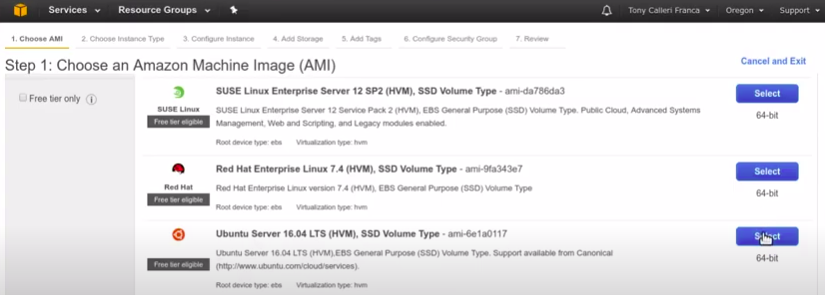 Services Resource Groups Tony Calleri Franca Oregon Support
1. Choose AMI 2. Choose Instance Type 3. Configure Instance 4. Add Storage 5. Add Tags 6. Configure Security Group 7. Review
Step 1: Choose an Amazon Machine Image (AMI)
Cancel and Exit
Free tier only
SUSE Linux
Free tier eligible
SUSE Linux Enterprise Server 12 SP2 (HVM), SSD Volume Type - ami-da786da3
SUSE Linux Enterprise Server 12 Service Pack 2 (HVM), EBS General Purpose (SSD) Volume Type. Public Cloud, Advanced Systems
Management, Web and Scripting, and Legacy modules enabled.
Root device type: ebs Virtualization type: hvm
Select
64-bit
Red Hat
Free tier eligible
Red Hat Enterprise Linux 7.4 (HVM), SSD Volume Type - ami-9fa343e7
Red Hat Enterprise Linux version 7.4 (HVM), EBS General Purpose (SSD) Volume Type
Root device type: ebs Virtualization type: hvm
Select
64-bit
Free tier eligible
Ubuntu Server 16.04 LTS (HVM), SSD Volume Type - ami-6e1a0117
Ubuntu Server 16.04 LTS (HVM),EBS General Purpose (SSD) Volume Type. Support available from Canonical
(http://www.ubuntu.com/cloud/services).
Root device type: ebs Virtualization type: hvm
Select
64-bit